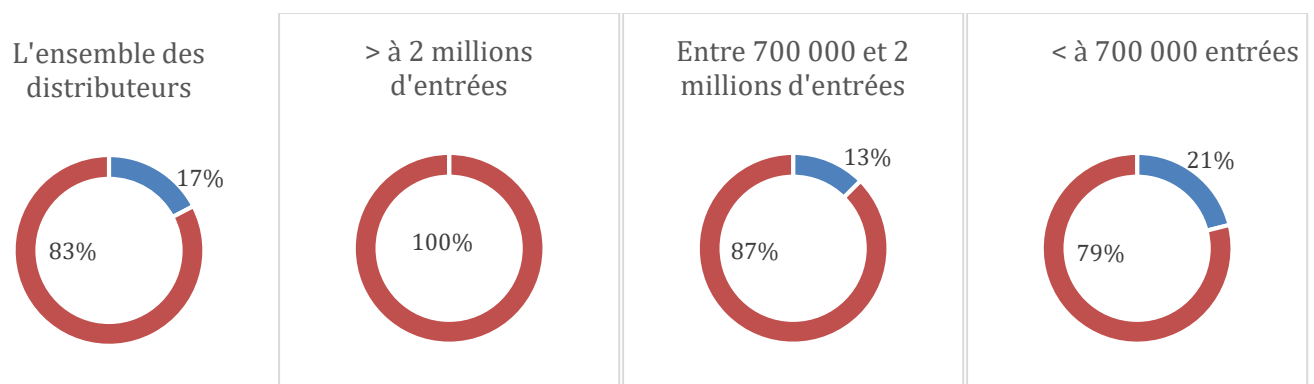 L'ensemble des
distributeurs
17%
83%
> à 2 millions
d'entrées
100%
Entre 700 000 et 2
millions d'entrées
13%
87%
< à 700 000 entrées
21%
79%